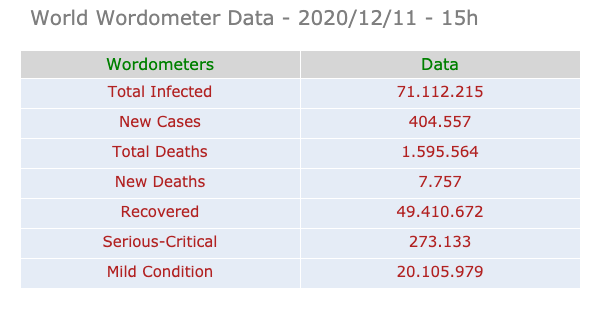 World Wordometer Data - 2020/12/11 - 15h
Wordometers Data
Total Infected 71.112.215
New Cases 404.557
Total Deaths 1.595.564
New Deaths 7.757
Recovered 49.410.672
Serious-Critical 273.133
Mild Condition 20.105.979